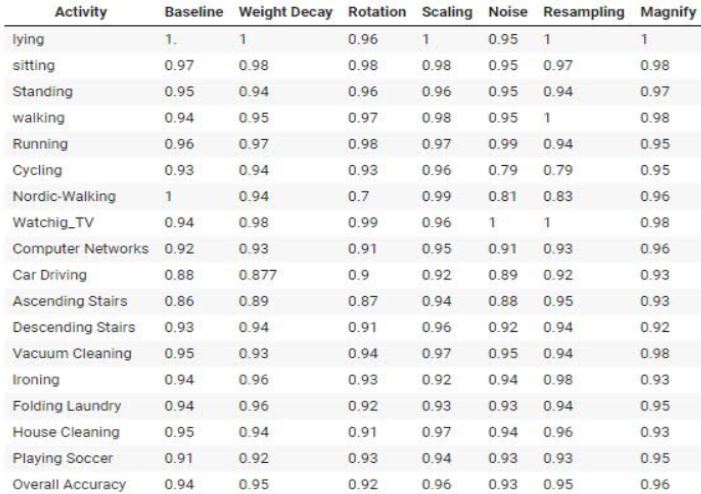 Activity Baseline Weight Decay Rotation Scaling Noise Resampling Magnify
lying 1. 1 0.96 1 0.95 1 1
sitting 0.97 0.98 0.98 0.98 0.95 0.97 0.98
Standing 0.95 0.94 0.96 0.96 0.95 0.94 0.97
walking 0.94 0.95 0.97 0.98 0.95 1 0.98
Running 0.96 0.97 0.98 0.97 0.99 0.94 0.95
Cycling 0.93 0.94 0.93 0.96 0.79 0.79 0.95
Nordic-Walking 1 0.94 0.7 0.99 0.81 0.83 0.96
Watchig_TV 0.94 0.98 0.99 0.96 1 1 0.98
Computer Networks 0.92 0.93 0.91 0.95 0.91 0.93 0.96
Car Driving 0.88 0.877 0.9 0.92 0.89 0.92 0.93
Ascending Stairs 0.86 0.89 0.87 0.94 0.88 0.95 0.93
Descending Stairs 0.93 0.94 0.91 0.96 0.92 0.94 0.92
Vacuum Cleaning 0.95 0.93 0.94 0.97 0.95 0.94 0.98
Ironing 0.94 0.96 0.93 0.92 0.94 0.98 0.93
Folding Laundry 0.94 0.96 0.92 0.93 0.93 0.94 0.95
House Cleaning 0.95 0.94 0.91 0.97 0.94 0.96 0.93
Playing Soccer 0.91 0.92 0.93 0.94 0.93 0.93 0.95
Overall Accuracy 0.94 0.95 0.92 0.96 0.93 0.95 0.96